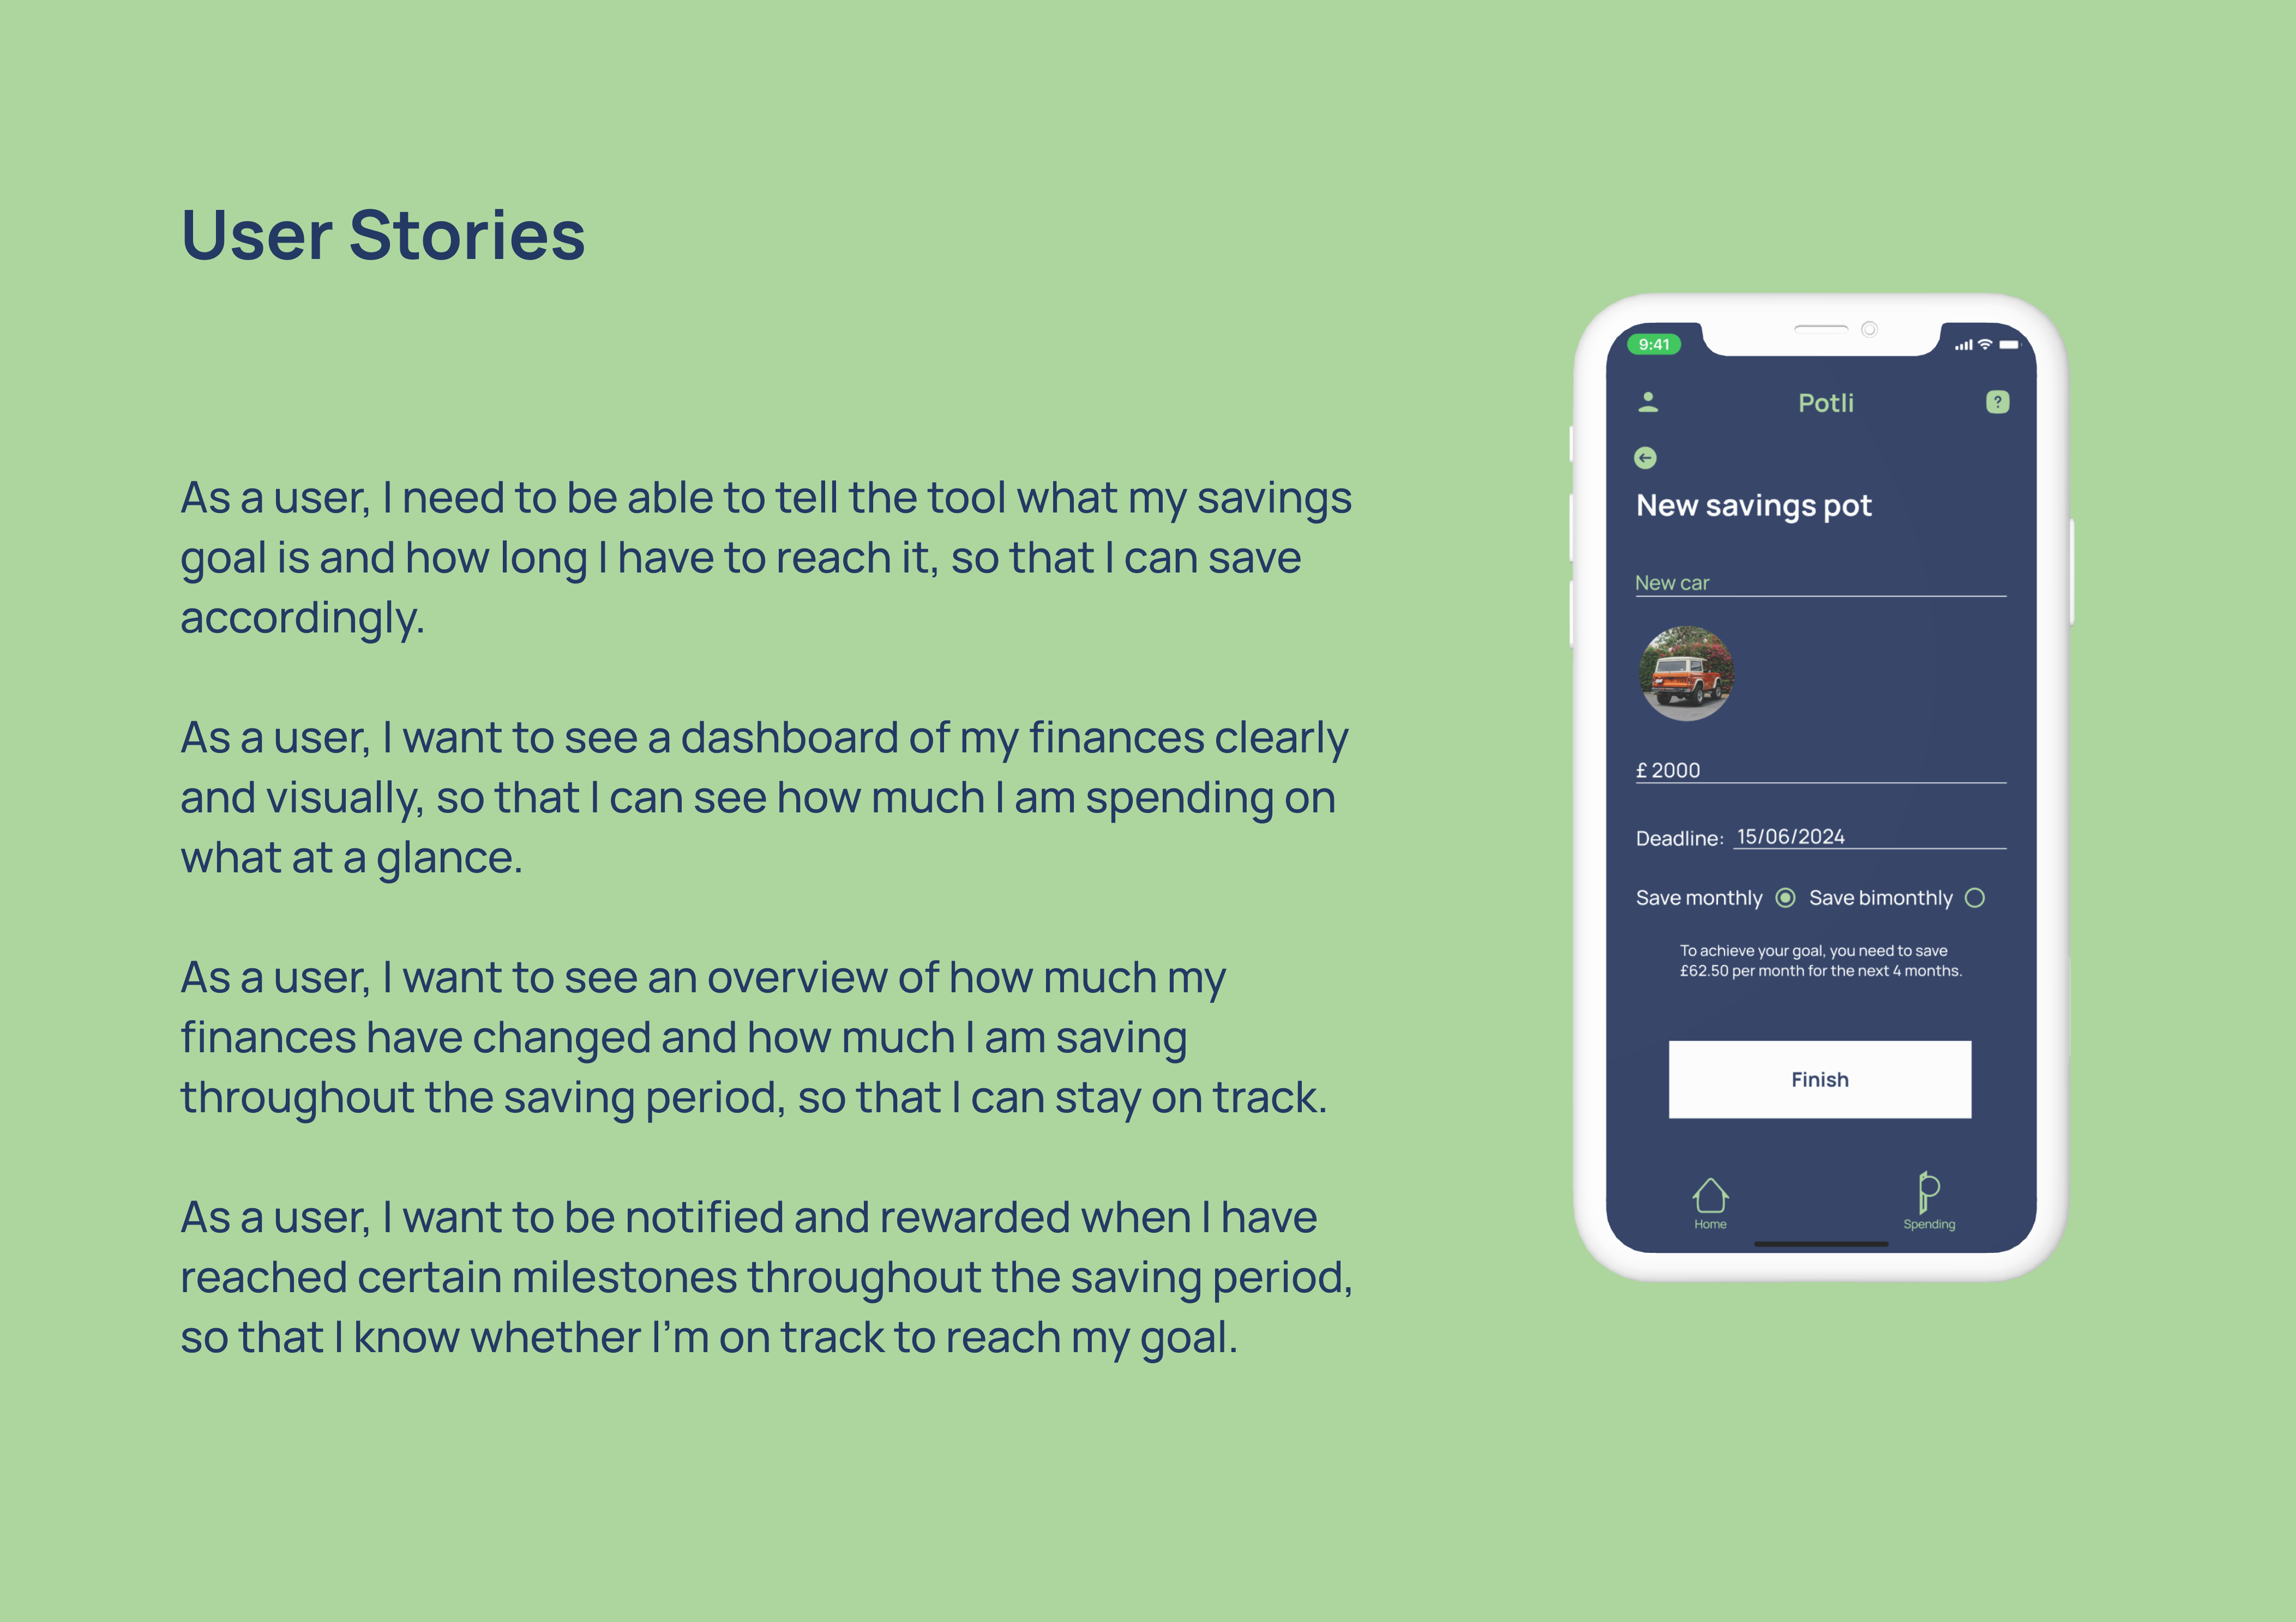 User Stories
As a user, I need to be able to tell the tool what my savings
goal is and how long I have to reach it, so that I can save
accordingly.
As a user, I want to see a dashboard of my finances clearly
and visually, so that I can see how much I am spending on
what at a glance.
As a user, I want to see an overview of how much my
finances have changed and how much I am saving
throughout the saving period, so that I can stay on track.
As a user, I want to be notified and rewarded when I have
reached certain milestones throughout the saving period,
so that I know whether I'm on track to reach my goal.
9:41
Potli
?
New savings pot
New car
£ 2000
Deadline: 15/06/2024
Save monthly Save bimonthly
To achieve your goal, you need to save
£62.50 per month for the next 4 months.
Finish
Home Spending